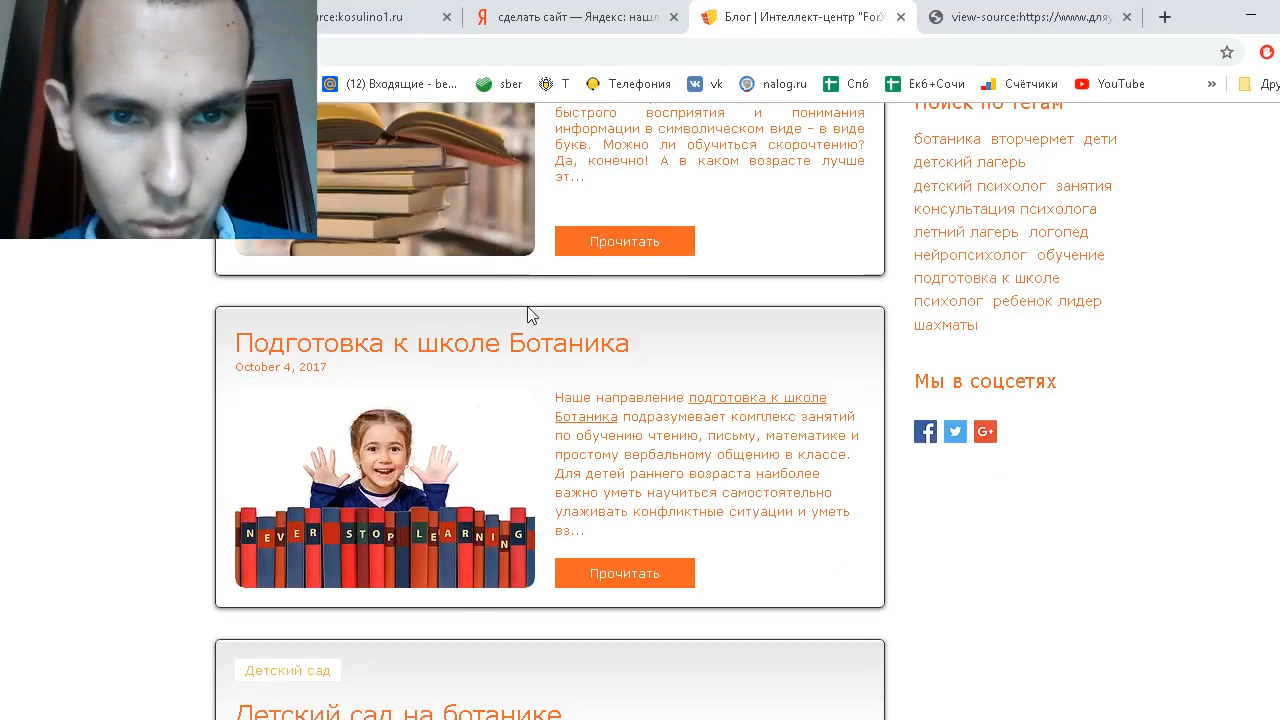 source:kosulino1.ru
сделать сайт — Яндекс: нашл
Блог | Интеллект-центр "ForУ
view-source:http://www.для
(12) Входящие - be...
sber
T
Телефония
vk
nalog.ru
Спб
Екб+Сочи
Счётчики
YouTube
»
Дру
быстрого восприятия и понимания
информации в символическом виде – в виде
букв. Можно ли обучиться скорочтению?
Да, конечно! А в каком возрасте лучше
эт...
Прочитать
Подготовка к школе Ботаника
October 4, 2017
Наше направление подготовка к школе
Ботаника подразумевает комплекс занятий
по обучению чтению, письму, математике и
простому вербальному общению в классе.
Для детей раннего возраста наиболее
важно уметь научиться самостоятельно
улаживать конфликтные ситуации и уметь
вз...
NEVER STOP LEARNING
Прочитать
Детский сад
Детский сад на ботанике
Поиск по тегам
ботаника вторчермет дети
детский лагерь
детский психолог занятия
консультация психолога
летний лагерь логопед
нейропсихолог обучение
подготовка к школе
психолог ребенок лидер
шахматы
Мы в соцсетях